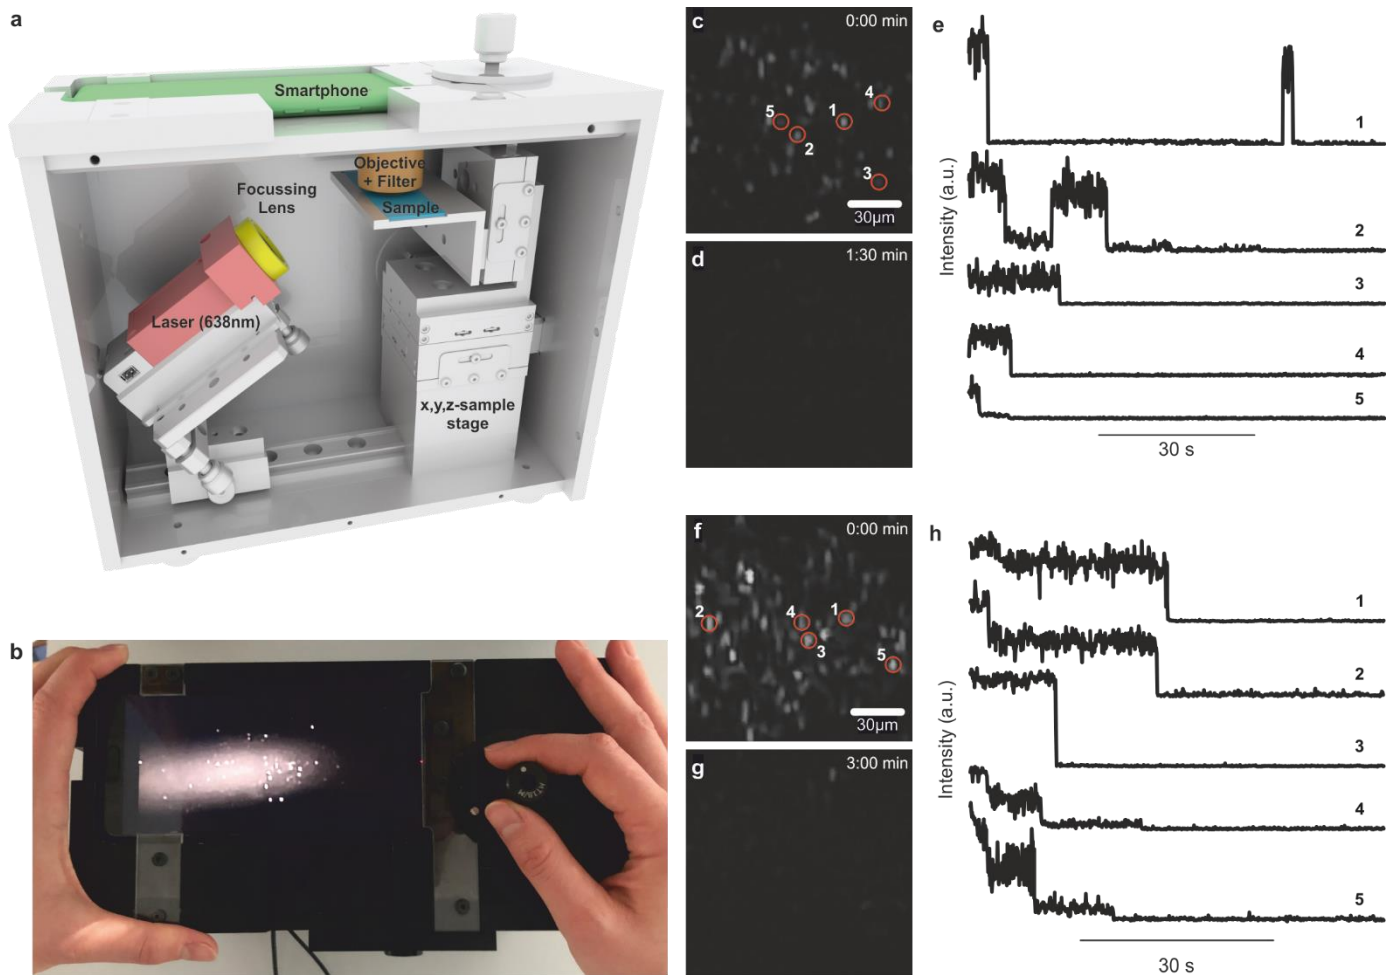 a
Smartphone
Objective
+ Filter
Focussing
Lens
Sample
Laser (638nm)
x,y,z-sample
stage
b
c
0:00 min
4
5
1
2
3
30µm
d
1:30 min
e
Intensity (a.u.)
1
2
3
4
5
30 s
f
0:00 min
2
4
1
3
5
30µm
g
3:00 min
h
Intensity (a.u.)
1
2
3
4
5
30 s